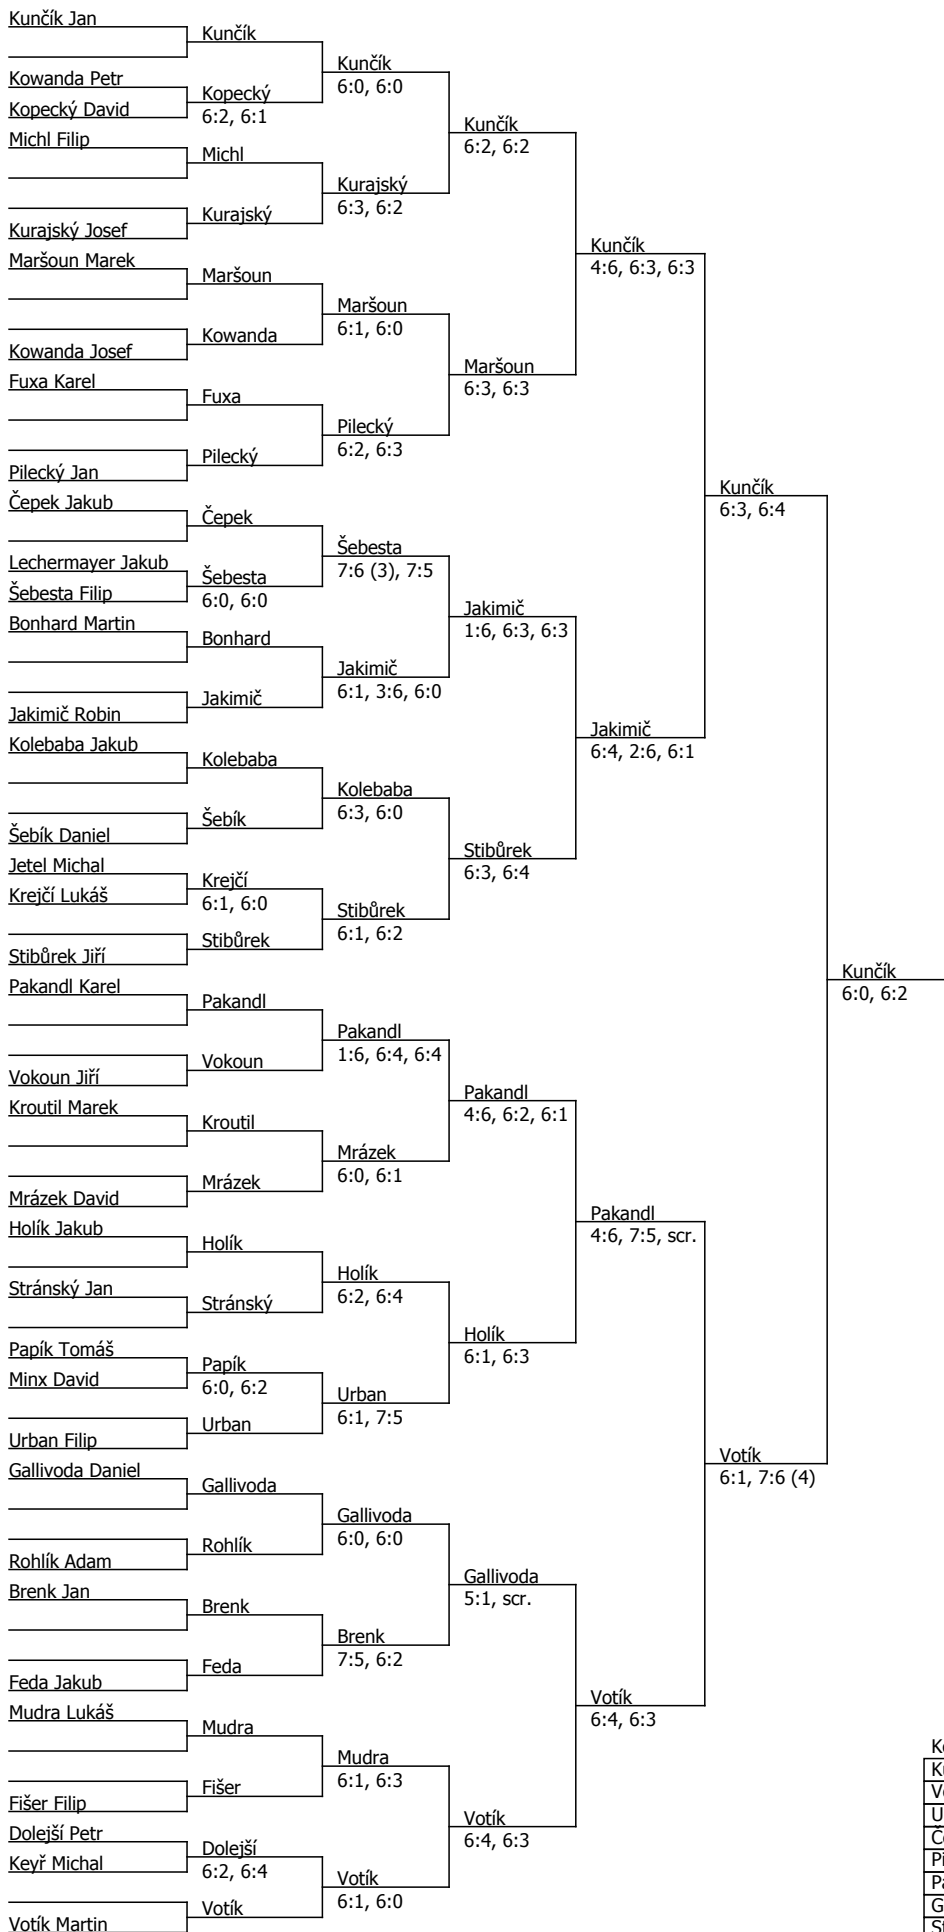 Kunčík Jan
Kowanda Petr
Kopecký David
Michl Filip
Kurajský Josef
Maršoun Marek
Kowanda Josef
Fuxa Karel
Pilecký Jan
Čepek Jakub
Lechermayer Jakub
Šebesta Filip
Bonhard Martin
Jakimič Robin
Kolebaba Jakub
Šebík Daniel
Jetel Michal
Krejčí Lukáš
Stibůrek Jiří
Pakandl Karel
Vokoun Jiří
Kroutil Marek
Mrázek David
Holík Jakub
Stránský Jan
Papík Tomáš
Minx David
Urban Filip
Gallivoda Daniel
Rohlík Adam
Brenk Jan
Feda Jakub
Mudra Lukáš
Fišer Filip
Dolejší Petr
Keyř Michal
Votík Martin
Kunčík
Kopecký
6:2, 6:1
Michl
Kurajský
Maršoun
Kowanda
Fuxa
Pilecký
Čepek
Šebesta
6:0, 6:0
Bonhard
Jakimič
Kolebaba
Šebík
Krejčí
6:1, 6:0
Stibůrek
Pakandl
Vokoun
Kroutil
Mrázek
Holík
Stránský
Papík
6:0, 6:2
Urban
Gallivoda
Rohlík
Brenk
Feda
Mudra
Fišer
Dolejší
6:2, 6:4
Votík
Kunčík
6:0, 6:0
Kurajský
6:3, 6:2
Maršoun
6:1, 6:0
Pilecký
6:2, 6:3
Šebesta
7:6 (3), 7:5
Jakimič
6:1, 3:6, 6:0
Kolebaba
6:3, 6:0
Stibůrek
6:1, 6:2
Pakandl
1:6, 6:4, 6:4
Mrázek
6:0, 6:1
Holík
6:2, 6:4
Urban
6:1, 7:5
Gallivoda
6:0, 6:0
Brenk
7:5, 6:2
Mudra
6:1, 6:3
Votík
6:1, 6:0
Kunčík
6:2, 6:2
Maršoun
6:3, 6:3
Jakimič
1:6, 6:3, 6:3
Stibůrek
6:3, 6:4
Pakandl
4:6, 6:2, 6:1
Holík
6:1, 6:3
Gallivoda
5:1, scr.
Votík
6:4, 6:3
Kunčík
4:6, 6:3, 6:3
Jakimič
6:4, 2:6, 6:1
Pakandl
4:6, 7:5, scr.
Votík
6:4, 6:3
Kunčík
6:3, 6:4
Votík
6:1, 7:6 (4)
Kunčík
6:0, 6:2